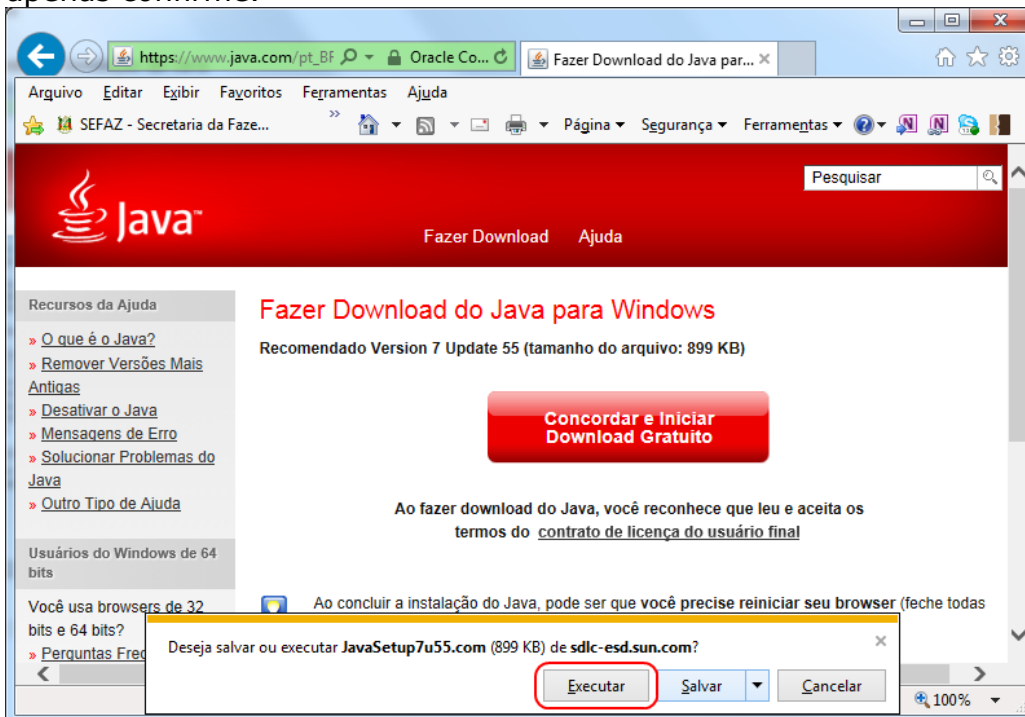 apenas confirme.
https://www.java.com/pt_BF
Oracle Co...
Fazer Download do Java par...
Arquivo Editar Exibir Favoritos Ferramentas Ajuda
SEFAZ - Secretaria da Faze...
»
Página
Segurança
Ferramentas
Java™
Pesquisar
Fazer Download Ajuda
Recursos da Ajuda
» O que é o Java?
» Remover Versões Mais
Antigas
» Desativar o Java
» Mensagens de Erro
» Solucionar Problemas do
Java
» Outro Tipo de Ajuda
Usuários do Windows de 64
bits
Você usa browsers de 32
bits e 64 bits?
» Perguntas Freq
Fazer Download do Java para Windows
Recomendado Version 7 Update 55 (tamanho do arquivo: 899 KB)
Concordar e Iniciar
Download Gratuito
Ao fazer download do Java, você reconhece que leu e aceita os
termos do contrato de licença do usuário final
Ao concluir a instalação do Java, pode ser que você precise reiniciar seu browser (feche todas
Deseja salvar ou executar JavaSetup7u55.com (899 KB) de sdlc-esd.sun.com?
Executar Salvar Cancelar
100%